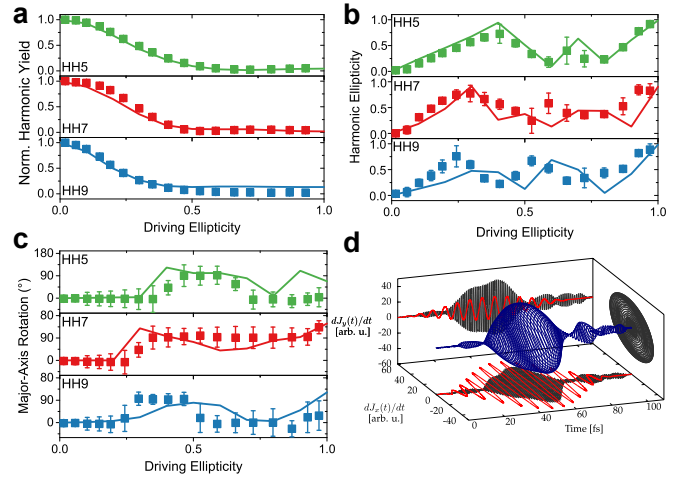 a
Norm. Harmonic Yield
1.0
0.5
0.0
HH5
1.0
0.5
0.0
HH7
1.0
0.5
0.0
HH9
0.0 0.5 1.0
Driving Ellipticity
b
Harmonic Ellipticity
1.0
0.5
0.0
HH5
1.0
0.5
0.0
HH7
1.0
0.5
0.0
HH9
0.0 0.5 1.0
Driving Ellipticity
c
Major-Axis Rotation (°)
180
90
0
HH5
80
90
0
HH7
80
90
0
HH9
0.0 0.5 1.0
Driving Ellipticity
d
40
20
0
-20
-40
-60
dJy(t)/dt
[arb. u.]
60
40
20
0
-20
-40
dJx(t)/dt
[arb. u.]
0 20 40 60 80 100
Time [fs]